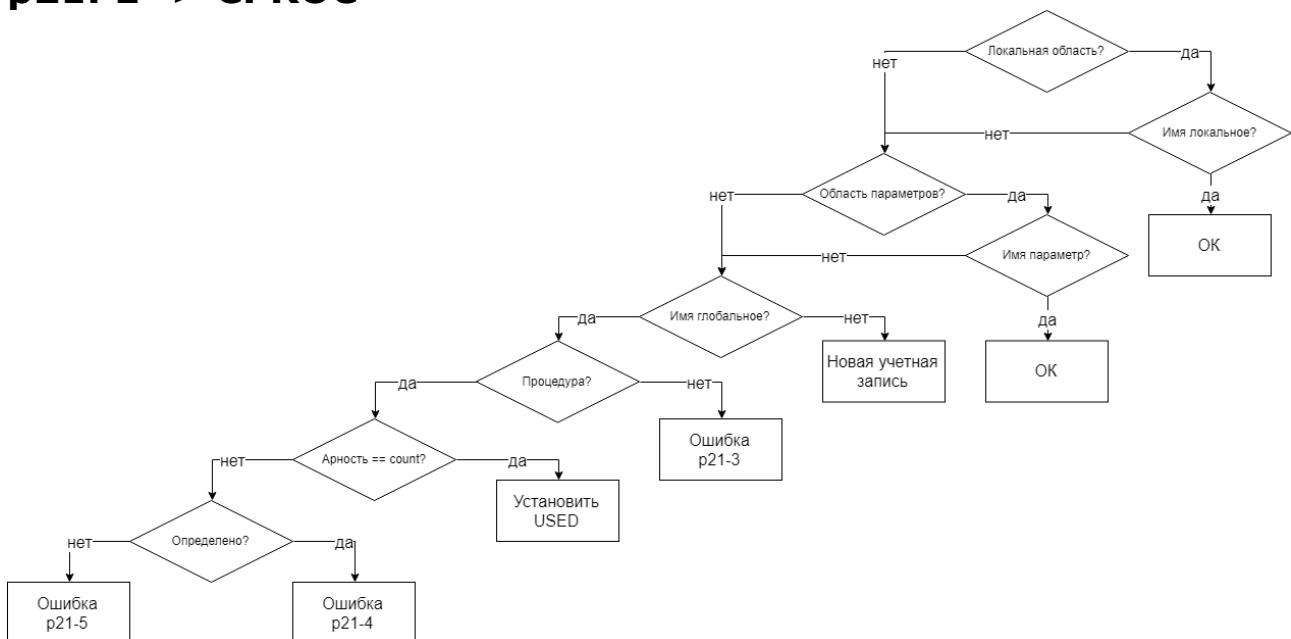 Локальная область?
нет
да
Имя локальное?
нет
да
ОК
Область параметров?
нет
да
Имя параметр?
нет
да
ОК
Имя глобальное?
да
нет
Новая учетная
запись
Процедура?
да
нет
Ошибка
p21-3
Арность == count?
нет
да
Установить
USED
Определено?
нет
да
Ошибка
p21-5
Ошибка
p21-4